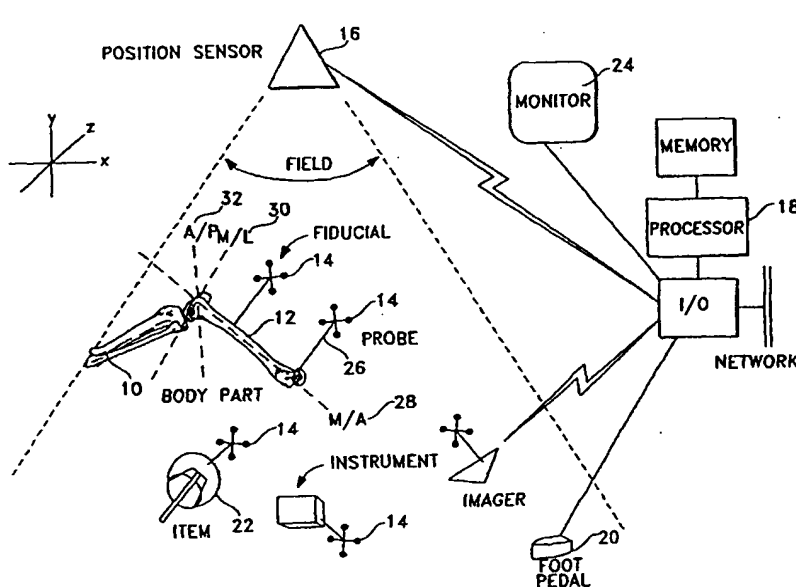 POSITION SENSOR
16
24
MONITOR
y
z
x
MEMORY
FIELD
18
PROCESSOR
32
30
A/P
M/L
FIDUCIAL
14
I/O
12
14
PROBE
26
NETWORK
10
BODY PART
M/A
28
14
INSTRUMENT
IMAGER
22
ITEM
14
20
FOOT
PEDAL